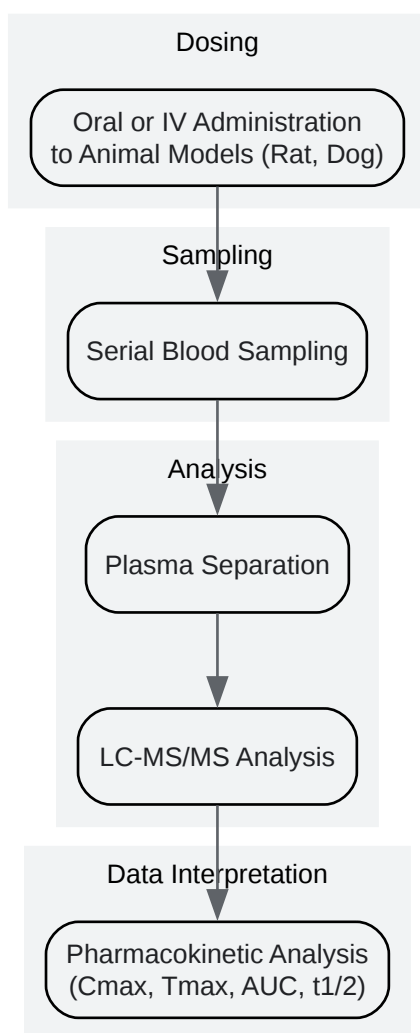 Dosing
Oral or IV Administration
to Animal Models (Rat, Dog)
Sampling
Serial Blood Sampling
Analysis
Plasma Separation
LC-MS/MS Analysis
Data Interpretation
Pharmacokinetic Analysis
(Cmax, Tmax, AUC, t1/2)